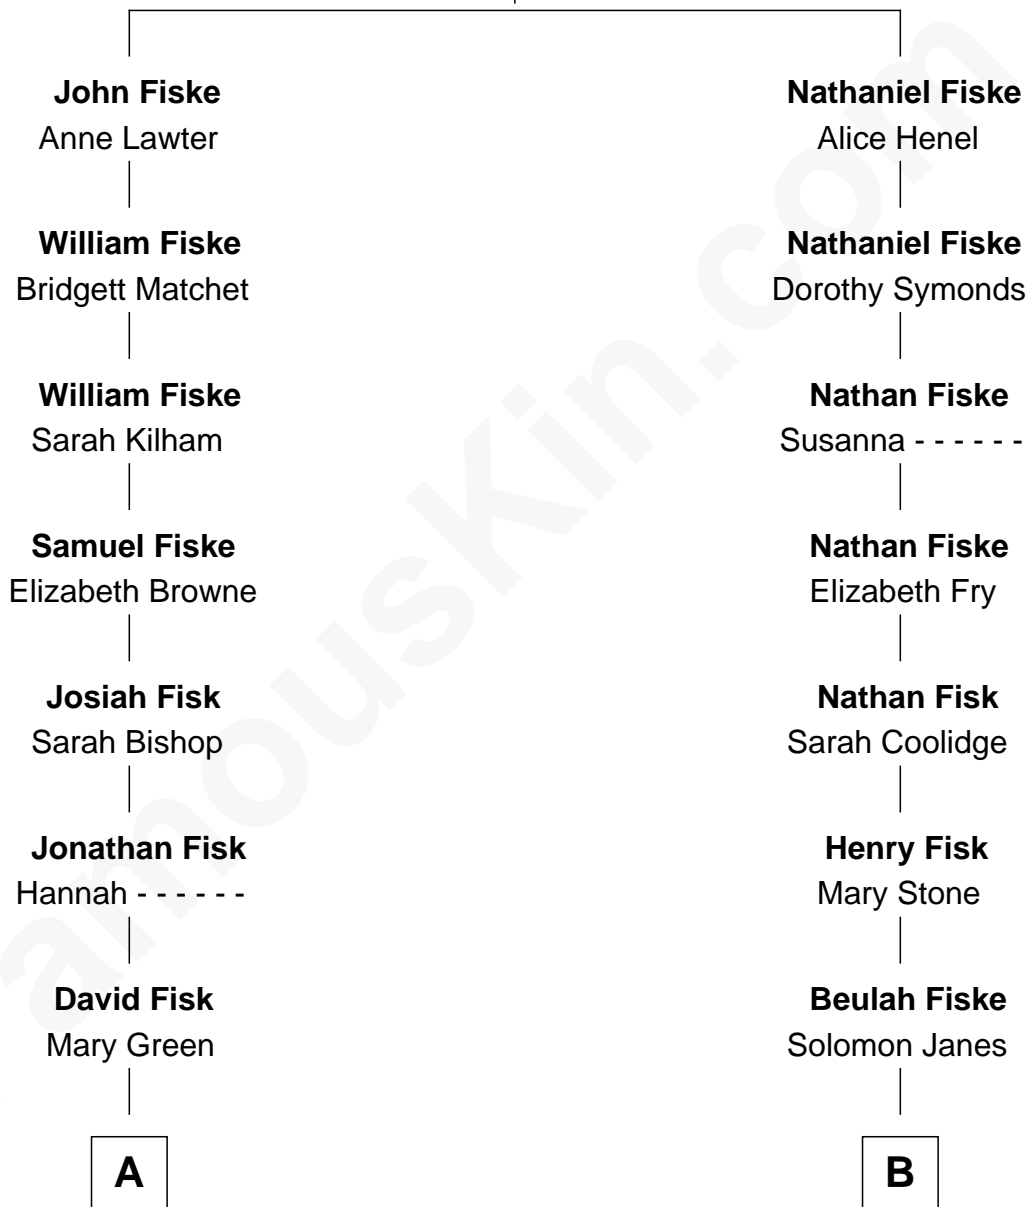 John Fiske
Anne Lawter
William Fiske
Bridgett Matchet
William Fiske
Sarah Kilham
Samuel Fiske
Elizabeth Browne
Josiah Fisk
Sarah Bishop
Jonathan Fisk
Hannah - - - - - -
David Fisk
Mary Green
A
Nathaniel Fiske
Alice Henel
Nathaniel Fiske
Dorothy Symonds
Nathan Fiske
Susanna - - - - - -
Nathan Fiske
Elizabeth Fry
Nathan Fisk
Sarah Coolidge
Henry Fisk
Mary Stone
Beulah Fiske
Solomon Janes
B
amouskin.com